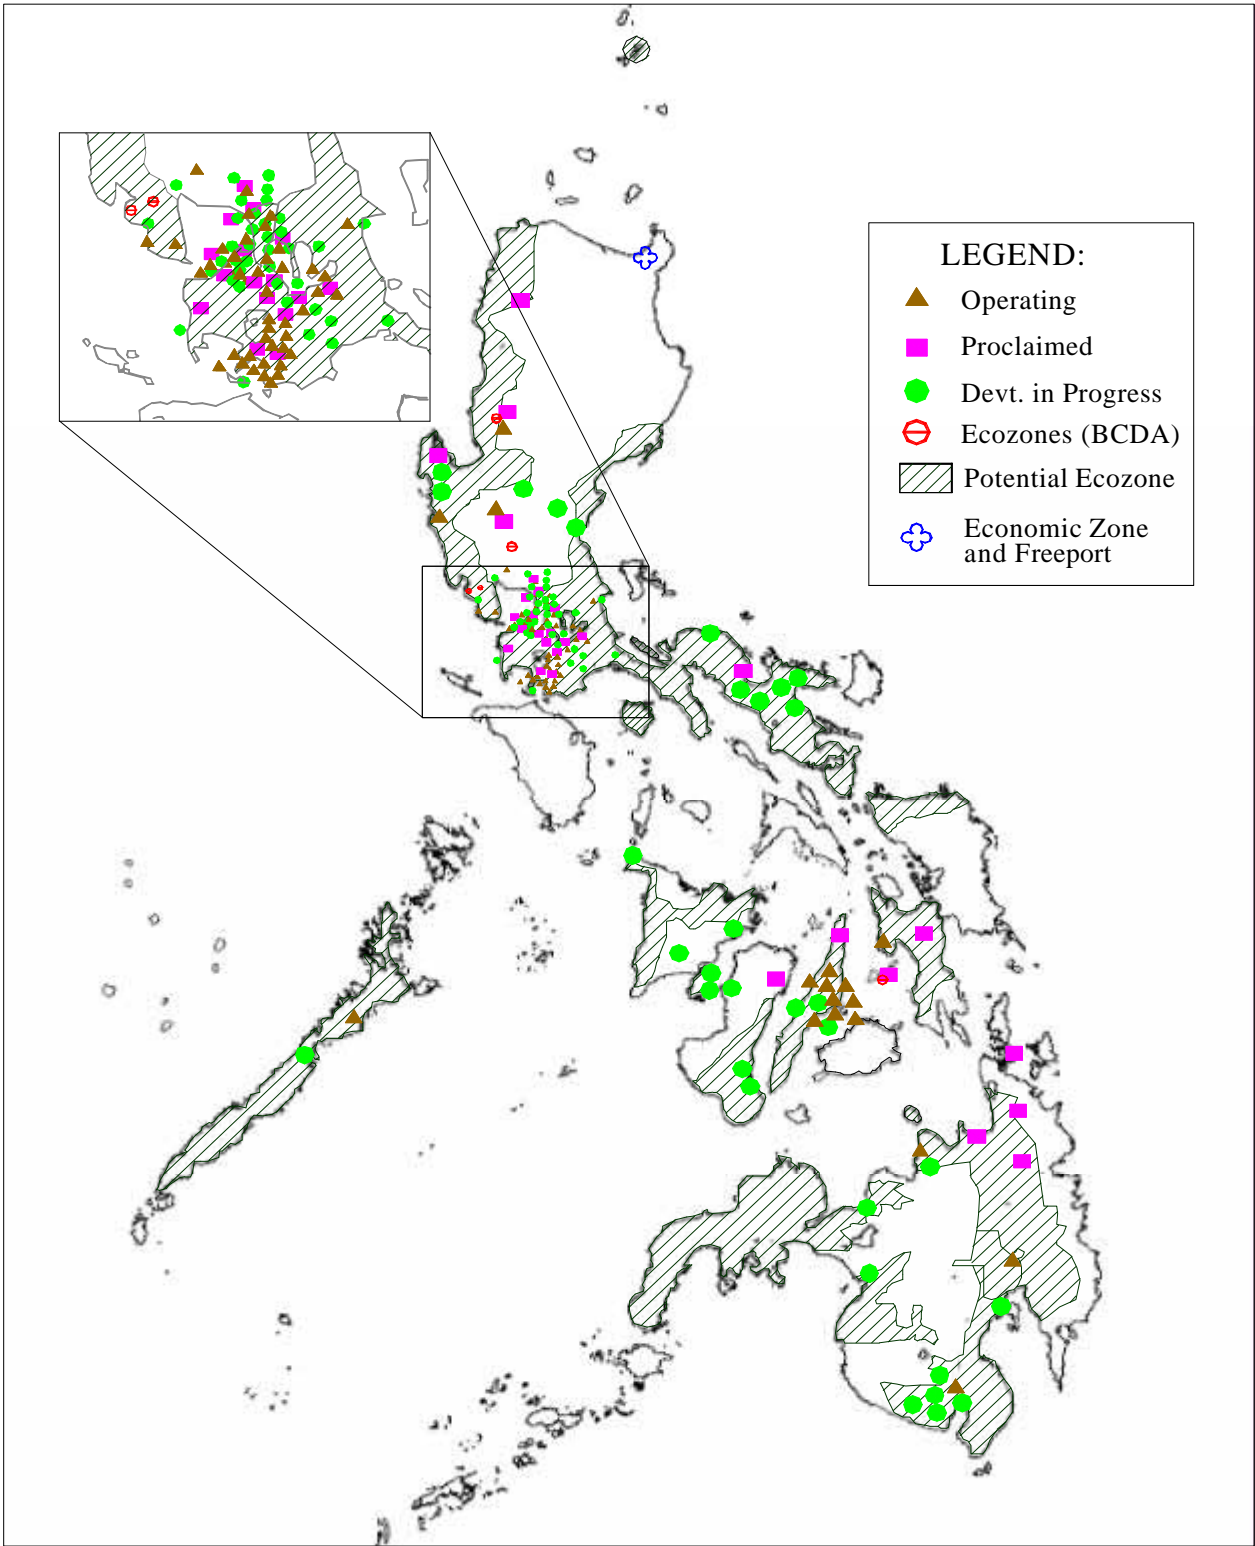 LEGEND:
Operating
Proclaimed
Devt. in Progress
Ecozones (BCDA)
Potential Ecozone
Economic Zone
and Freeport